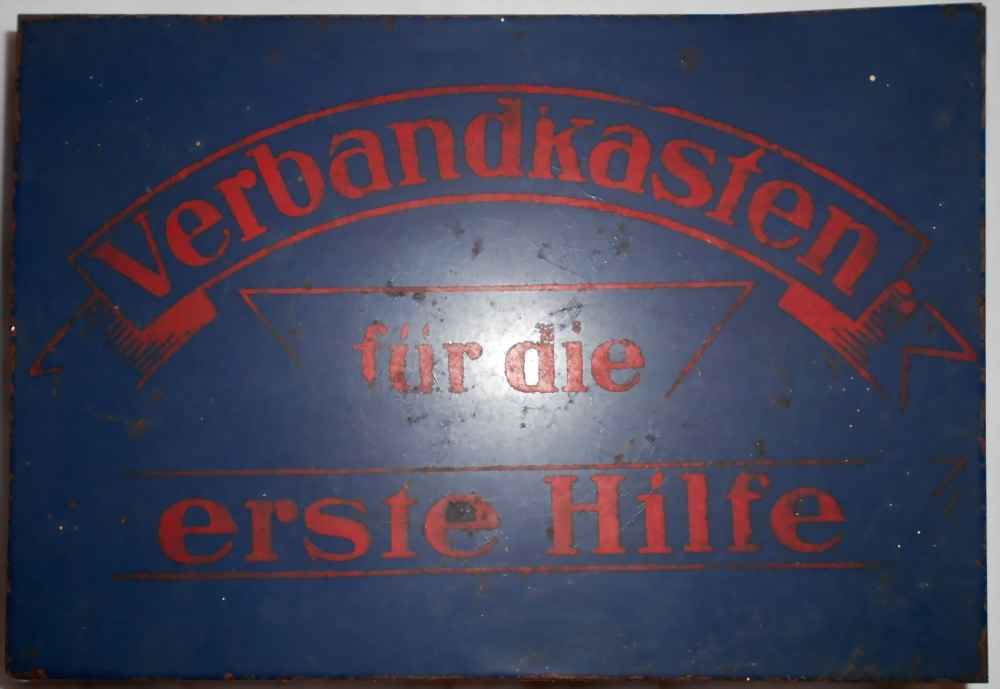 Verbandkasten
für die
erste Hilfe